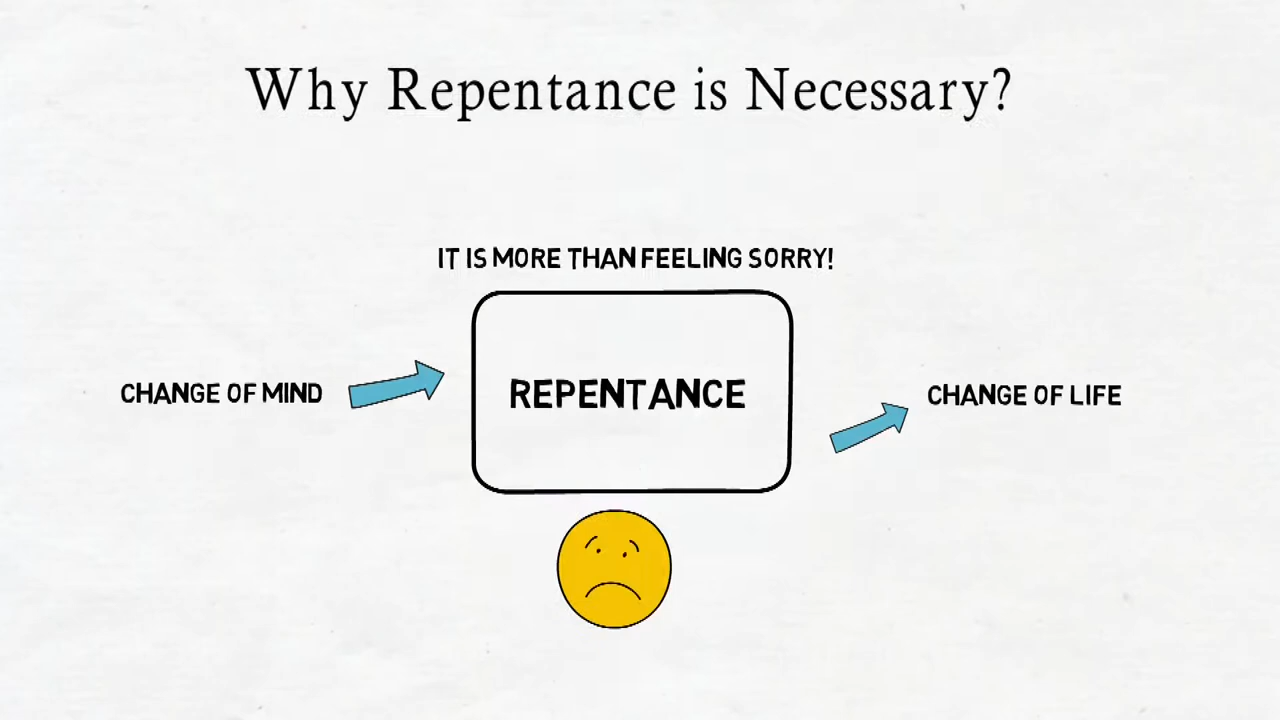 Why Repentance is Necessary?
IT IS MORE THAN FEELING SORRY!
CHANGE OF MIND
REPENTANCE
CHANGE OF LIFE